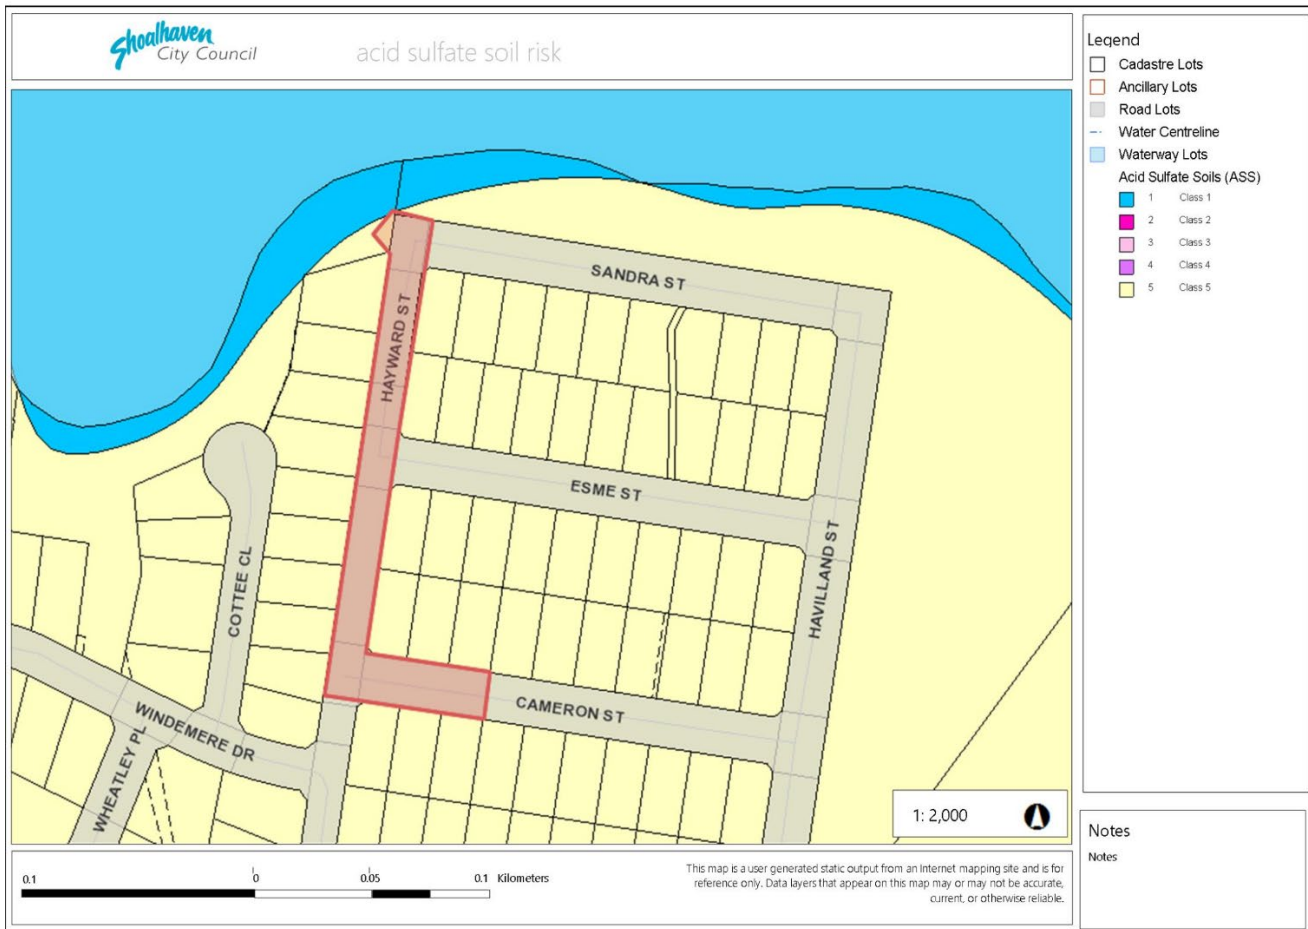 Shoalhaven
City Council
acid sulfate soil risk
Legend
Cadastre Lots
Ancillary Lots
Road Lots
Water Centreline
Waterway Lots
Acid Sulfate Soils (ASS)
1 Class 1
2 Class 2
3 Class 3
4 Class 4
5 Class 5
SANDRA ST
HAYWARD ST
ESME ST
HAVILLAND ST
COTTEE CL
CAMERON ST
WINDEMERE DR
WHEATLEY PL
1: 2,000
0.1 0 0.05 0.1 Kilometers
This map is a user generated static output from an Internet mapping site and is for
reference only. Data layers that appear on this map may or may not be accurate,
current, or otherwise reliable.
Notes
Notes